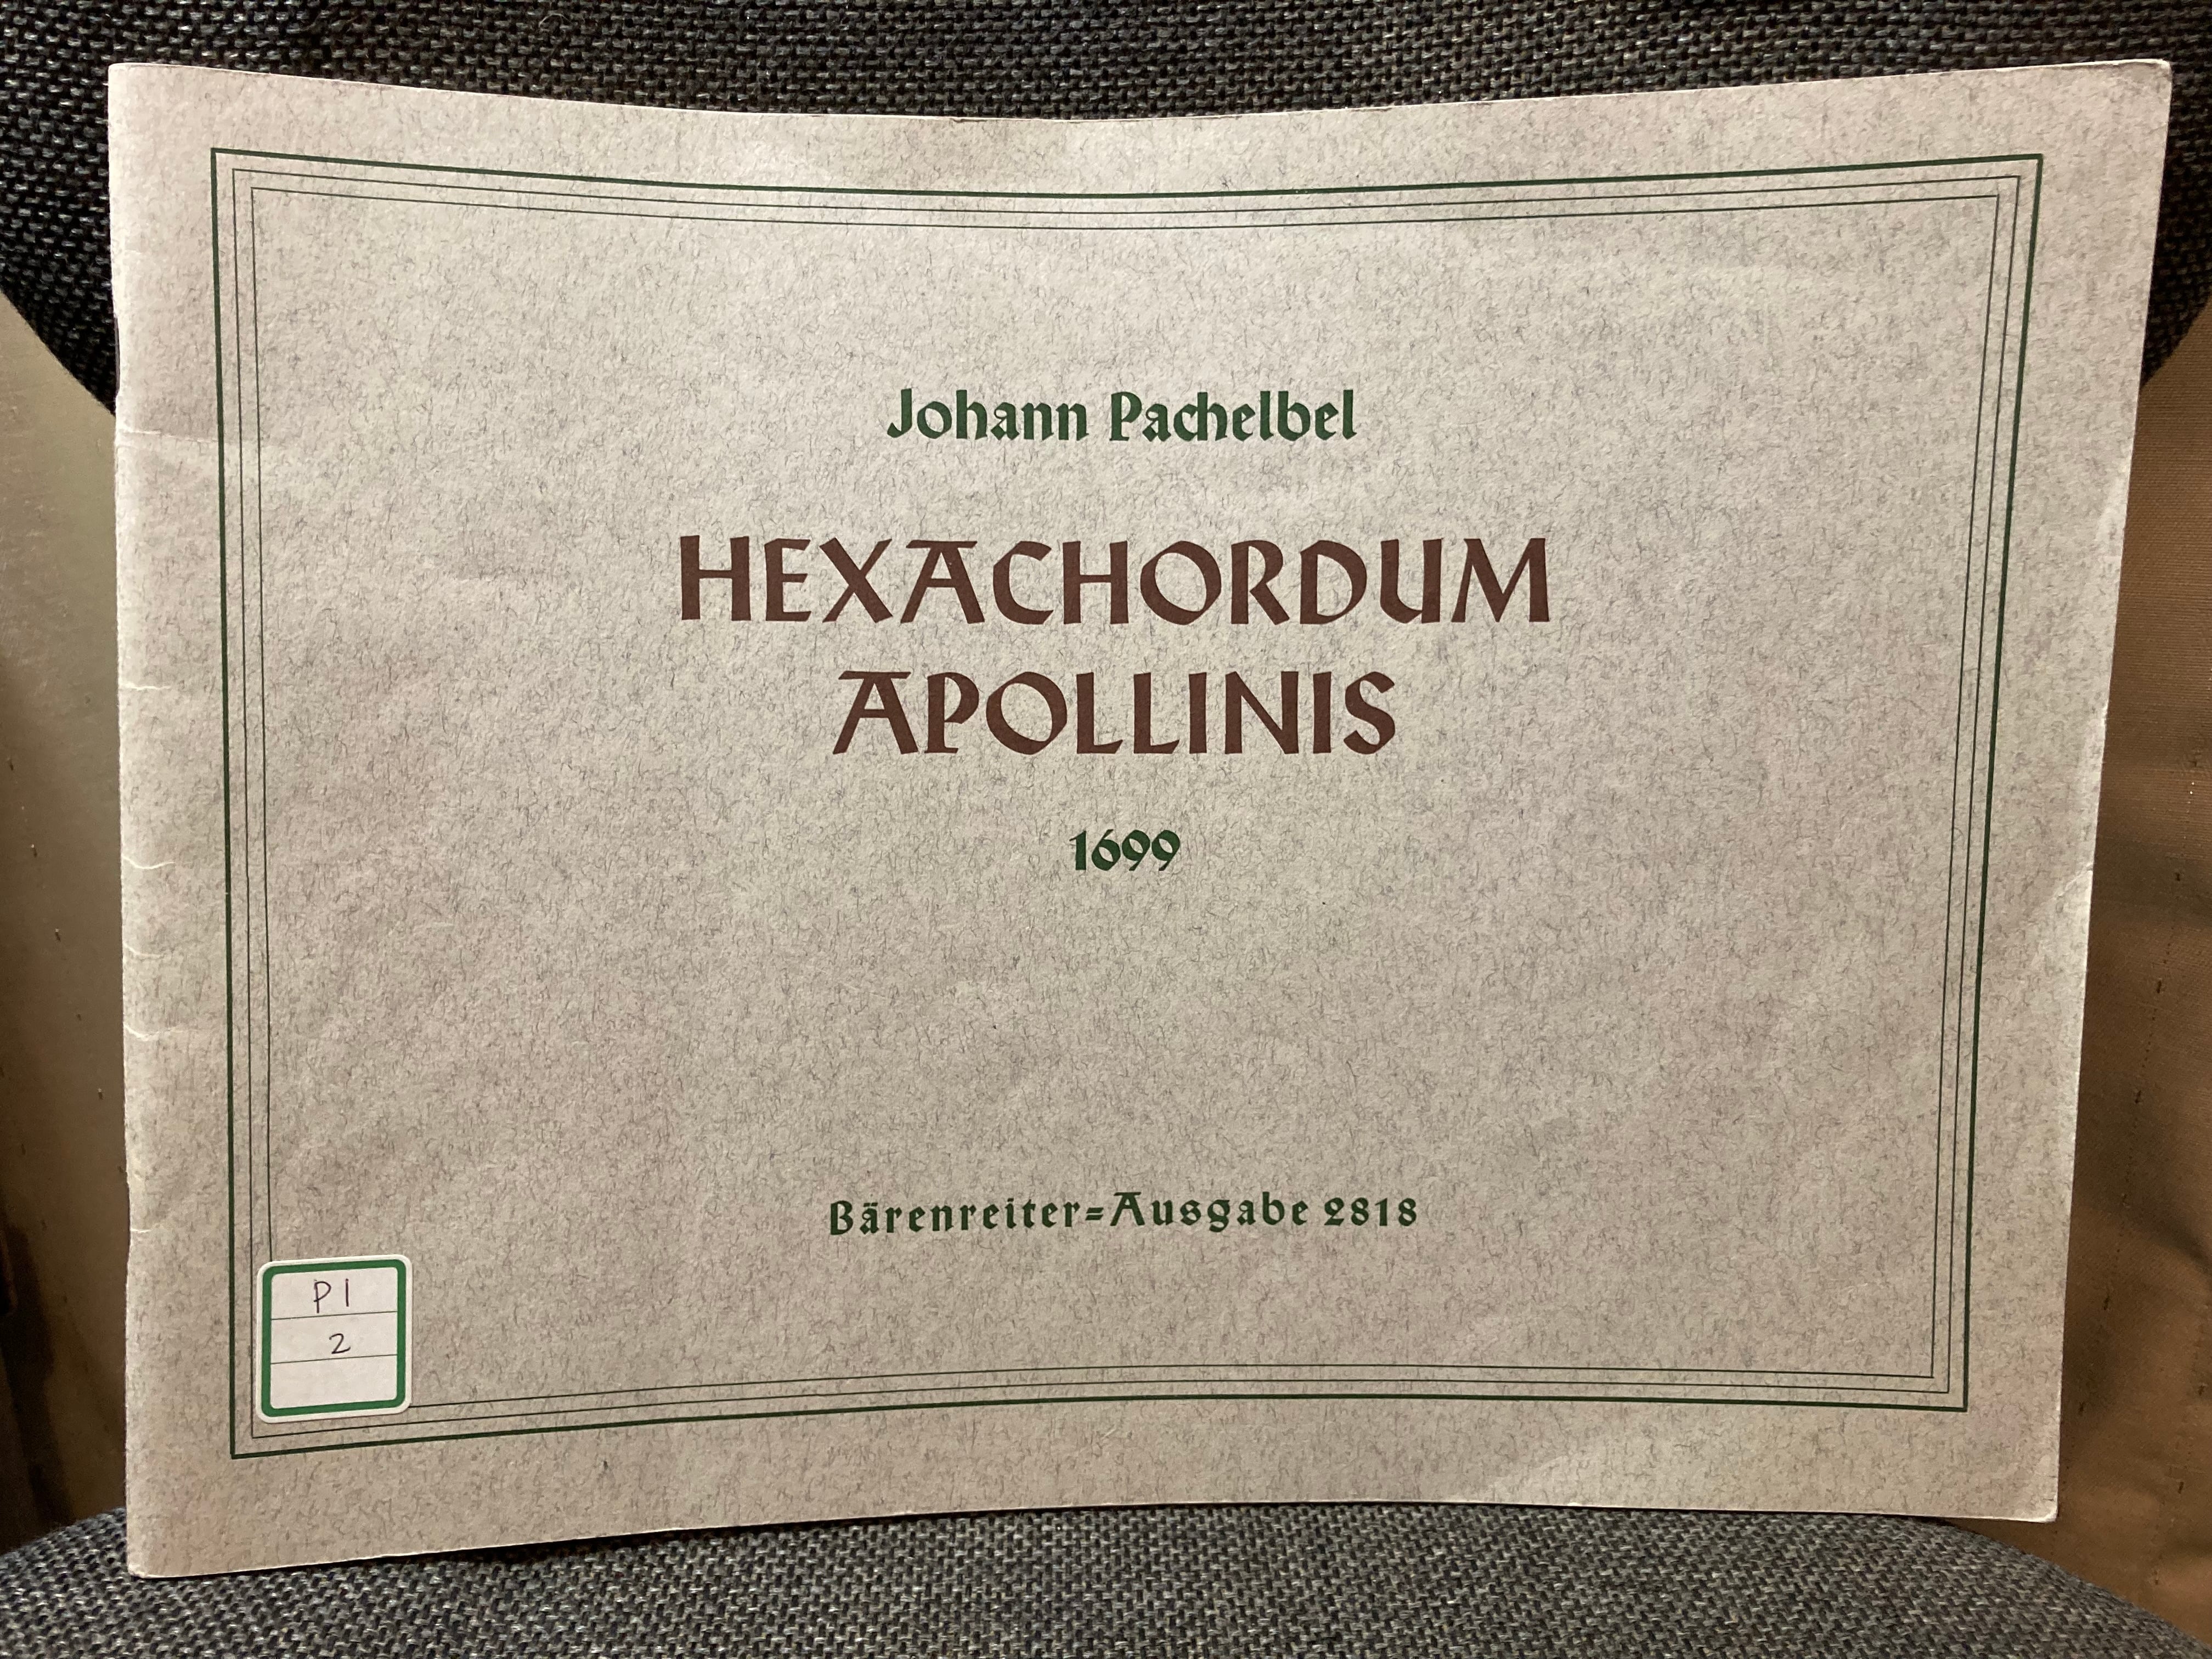 Johann Pachelbel
HEXACHORDUM
APOLLINIS
1699
Bärenreiter=Ausgabe 2818
P1
2